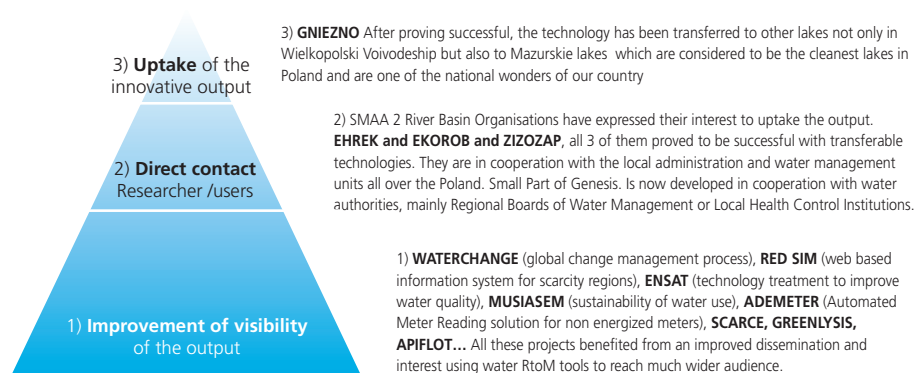 3) GNIEZNO After proving successful, the technology has been transferred to other lakes not only in
Wielkopolski Voivodeship but also to Mazurskie lakes which are considered to be the cleanest lakes in
Poland and are one of the national wonders of our country
3) Uptake of the
innovative output
2) SMAA 2 River Basin Organisations have expressed their interest to uptake the output.
EHREK and EKOROB and ZIZOZAP, all 3 of them proved to be successful with transferable
technologies. They are in cooperation with the local administration and water management
units all over the Poland. Small Part of Genesis. Is now developed in cooperation with water
authorities, mainly Regional Boards of Water Management or Local Health Control Institutions.
2) Direct contact
Researcher /users
1) WATERCHANGE (global change management process), RED SIM (web based
information system for scarcity regions), ENSAT (technology treatment to improve
water quality), MUSIASEM (sustainability of water use), ADEMETER (Automated
Meter Reading solution for non energized meters), SCARCE, GREENLYSIS,
APIFLOT... All these projects benefited from an improved dissemination and
interest using water RtoM tools to reach much wider audience.
1) Improvement of visibility
of the output